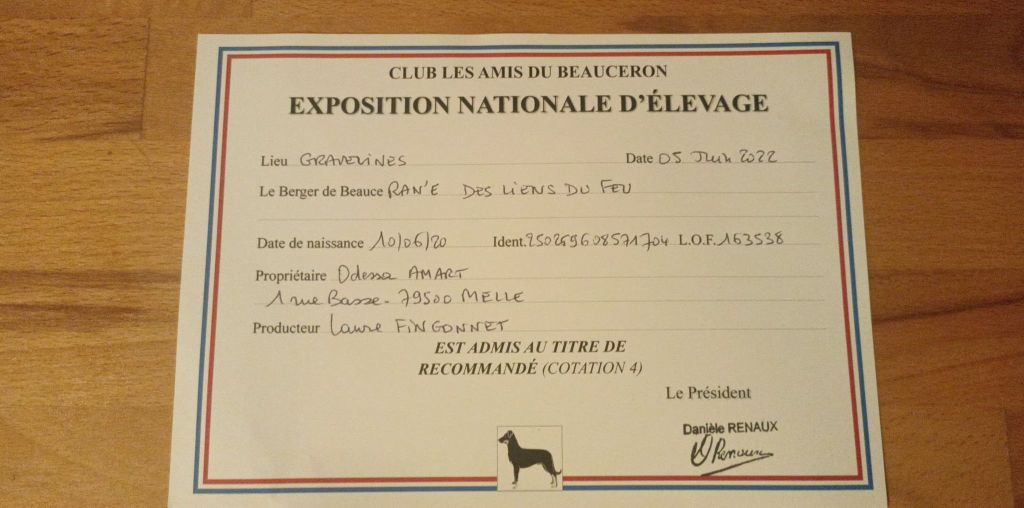 CLUB LES AMIS DU BEAUCERON
EXPOSITION NATIONALE D'ÉLEVAGE
Lieu GRAVELINES Date 05 Juin 2022
Le Berger de Beauce RAN'E DES LIENS DU FEU
Date de naissance 10/06/20 Ident. 250269608571704 L.O.F. 163538
Propriétaire Odessa AMART
1 rue Basse - 79500 MELLE
Producteur Laure FINGONNET
EST ADMIS AU TITRE DE
RECOMMANDÉ (COTATION 4)
Le Président
Danièle RENAUX
D Renaux